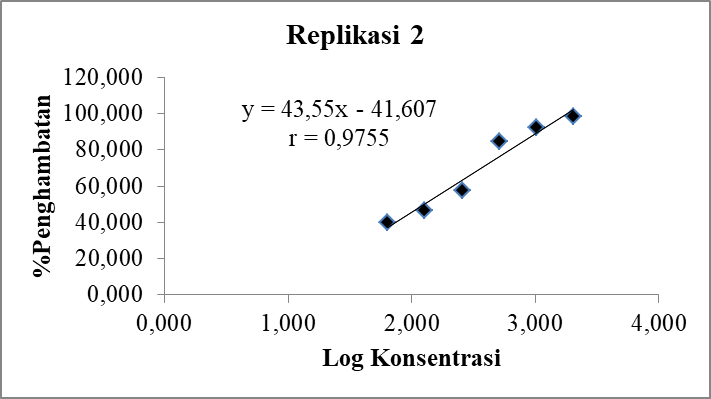 Replikasi 2
y = 43,55x - 41,607
r = 0,9755
%Penghambatan
120,000
100,000
80,000
60,000
40,000
20,000
0,000
0,000 1,000 2,000 3,000 4,000
Log Konsentrasi